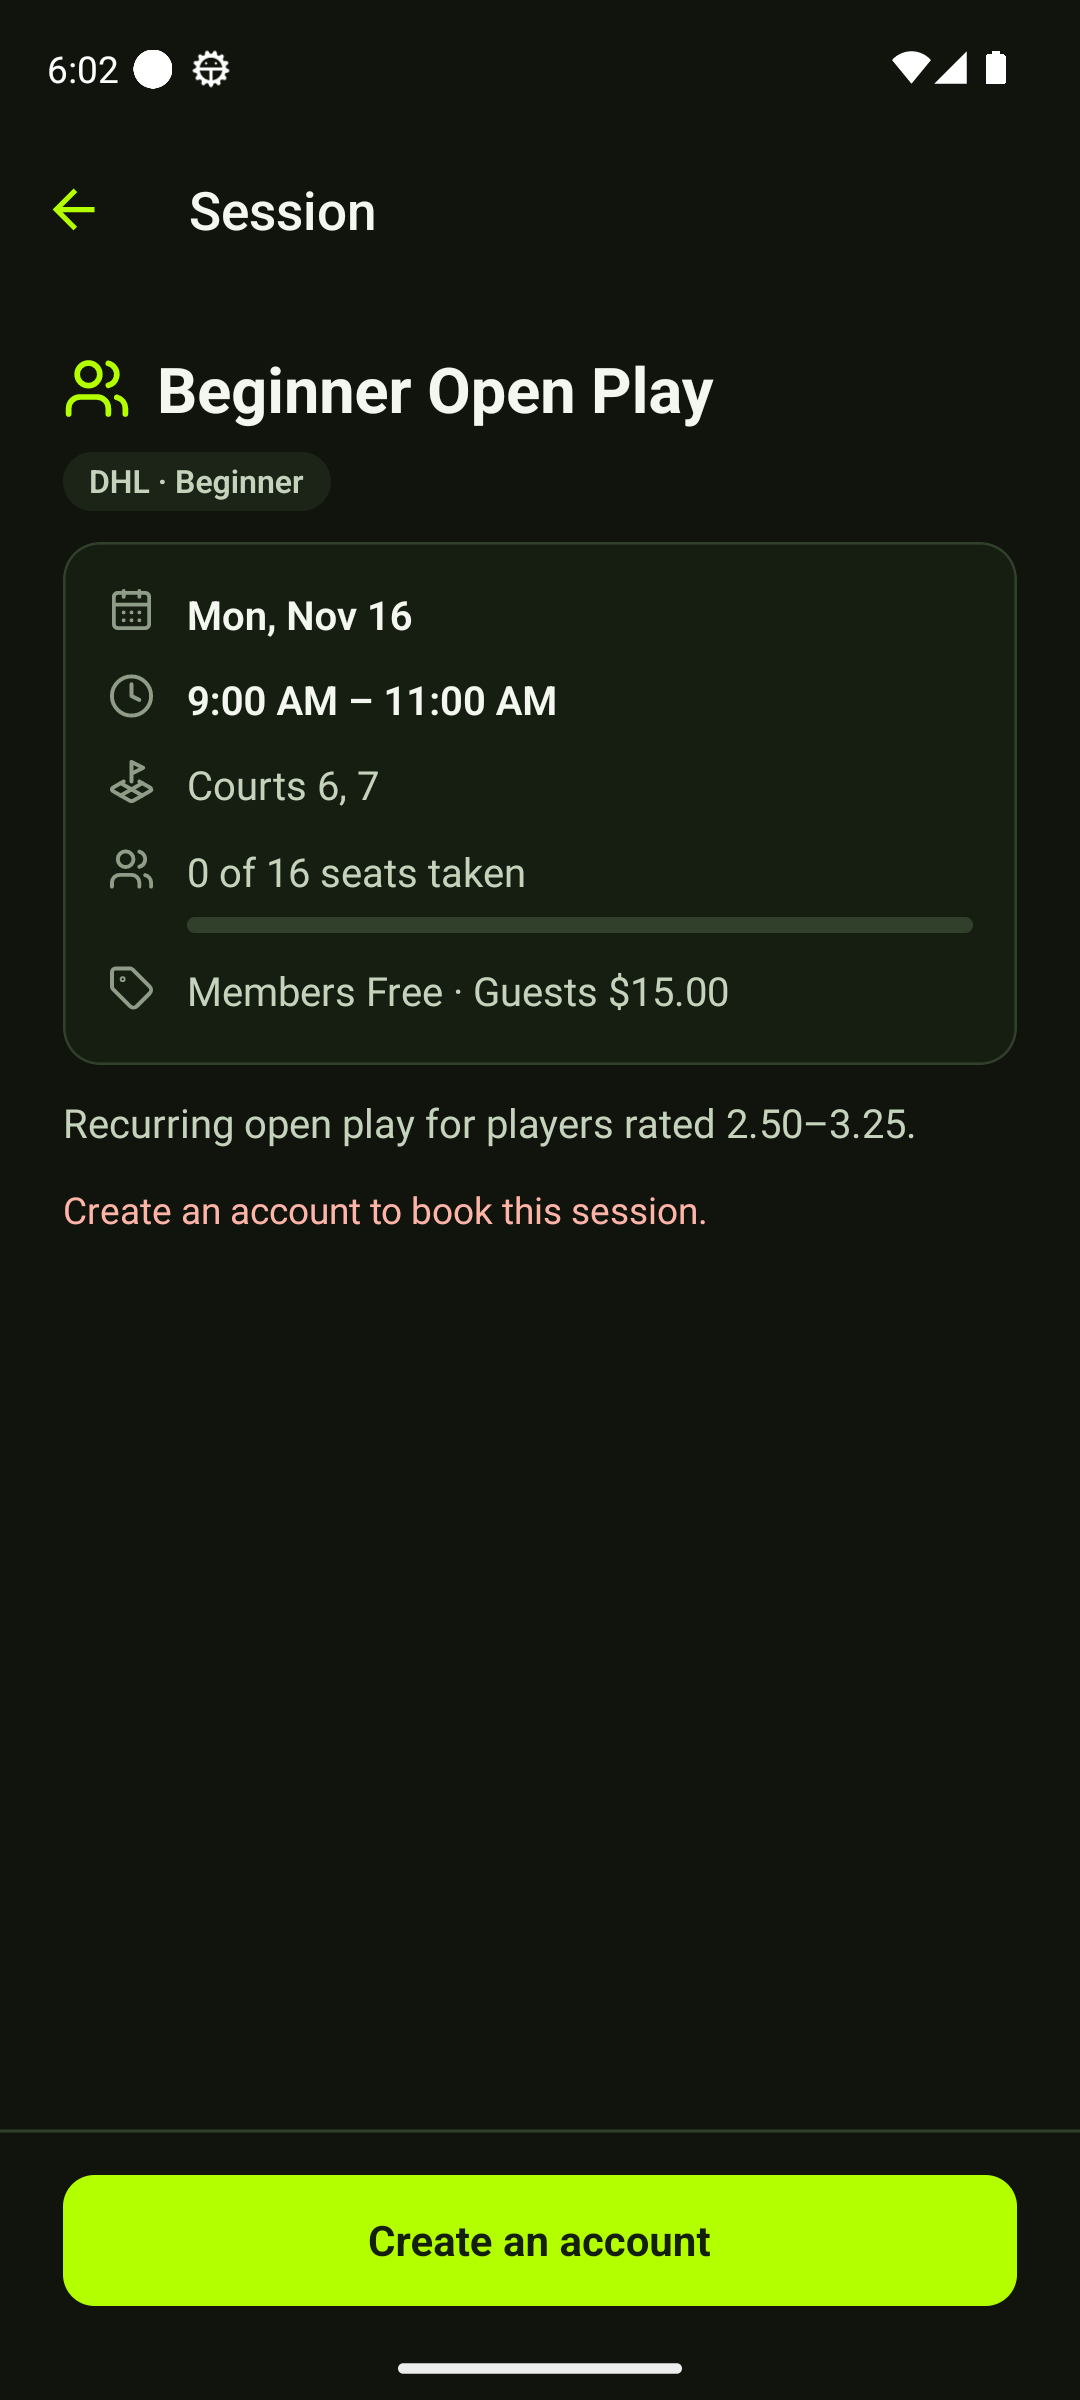 6:02
Session
Beginner Open Play
DHL · Beginner
Mon, Nov 16
9:00 AM – 11:00 AM
Courts 6, 7
0 of 16 seats taken
Members Free · Guests $15.00
Recurring open play for players rated 2.50–3.25.
Create an account to book this session.
Create an account